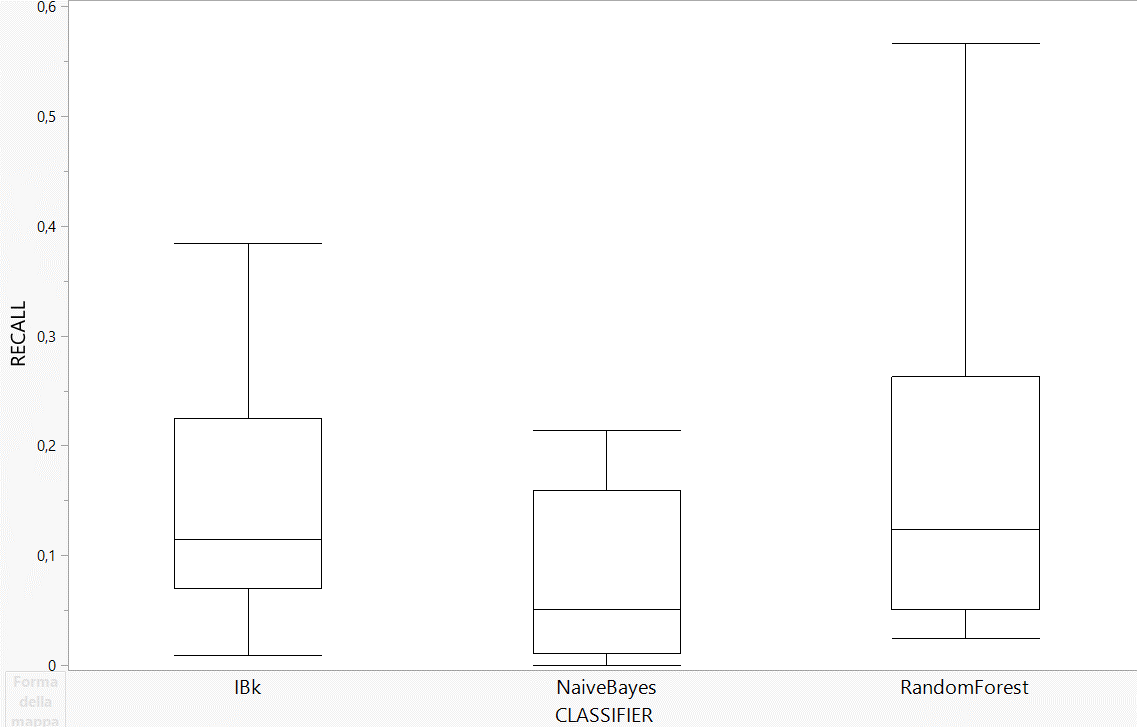 0,6
0,5
0,4
0,3
0,2
0,1
0
RECALL
IBk
NaiveBayes
RandomForest
CLASSIFIER
Forma
della
mappa